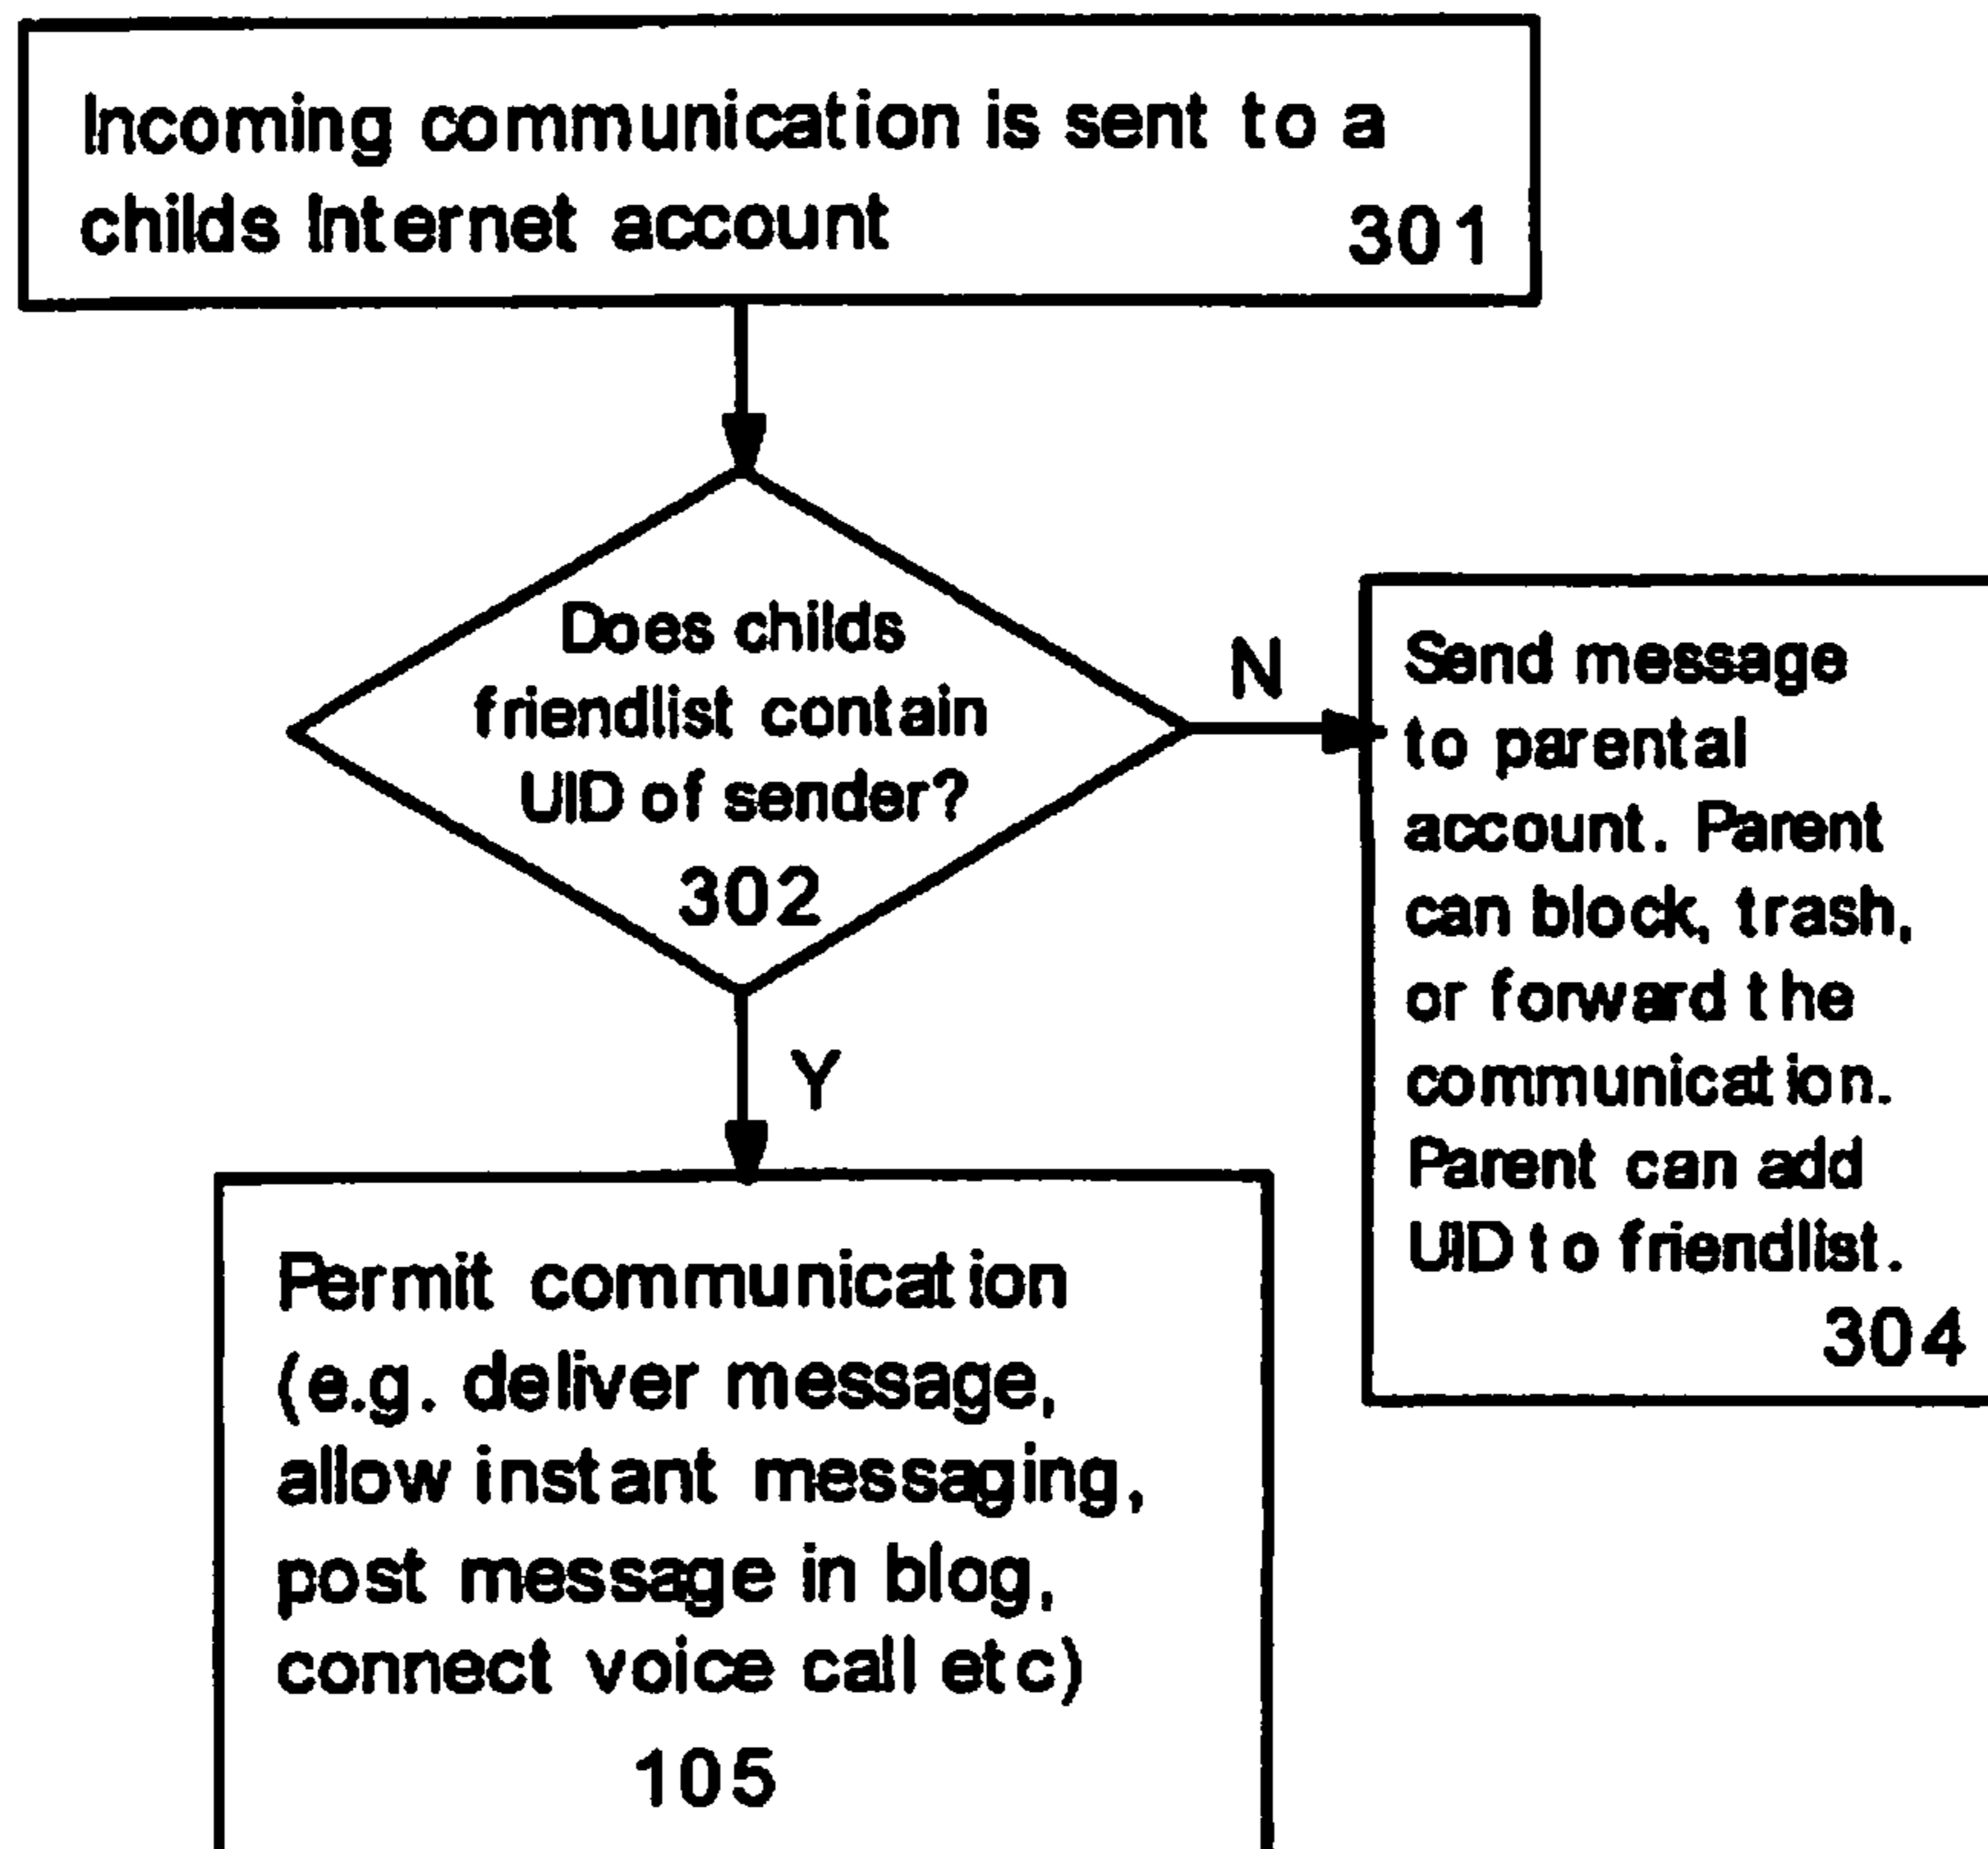 Incoming communication is sent to a
childs Internet account
301
Does childs
friendlist contain
UID of sender?
302
N
Send message
to parental
account. Parent
can block, trash,
or forward the
communication.
Parent can add
UID to friendlist.
304
Y
Permit communication
(e.g. deliver message,
allow instant messaging,
post message in blog,
connect voice call etc)
105